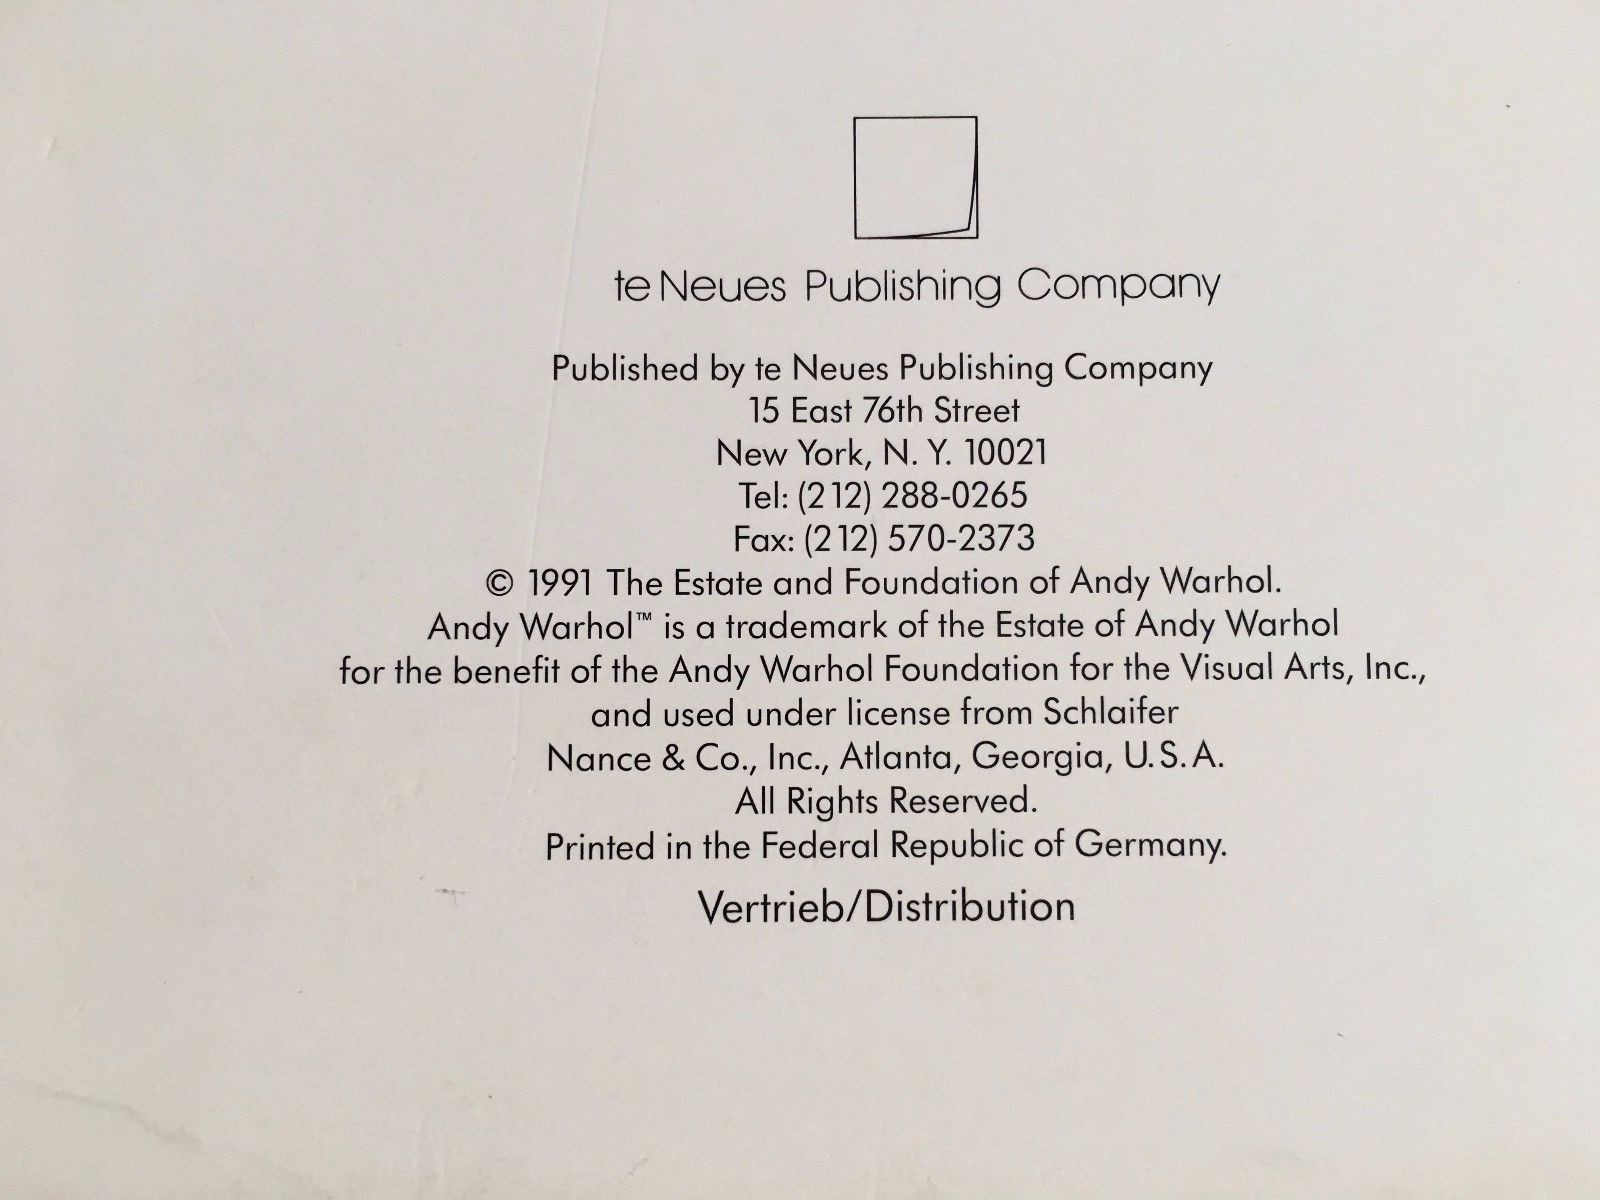 te Neues Publishing Company
Published by te Neues Publishing Company
15 East 76th Street
New York, N. Y. 10021
Tel: (212) 288-0265
Fax: (212) 570-2373
© 1991 The Estate and Foundation of Andy Warhol.
Andy Warhol™ is a trademark of the Estate of Andy Warhol
for the benefit of the Andy Warhol Foundation for the Visual Arts, Inc.,
and used under license from Schlaifer
Nance & Co., Inc., Atlanta, Georgia, U.S.A.
All Rights Reserved.
Printed in the Federal Republic of Germany.
Vertrieb/Distribution